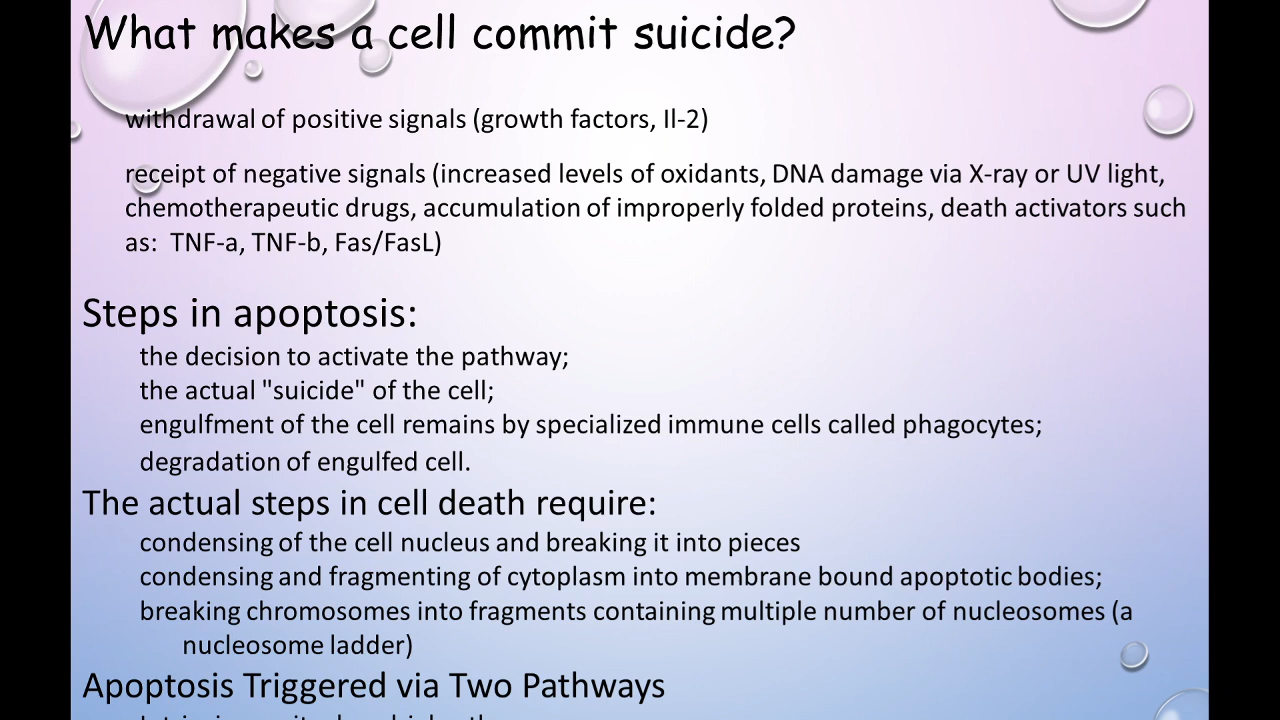 What makes a cell commit suicide?
withdrawal of positive signals (growth factors, Il-2)
receipt of negative signals (increased levels of oxidants, DNA damage via X-ray or UV light,
chemotherapeutic drugs, accumulation of improperly folded proteins, death activators such
as:  TNF-a, TNF-b, Fas/FasL)
Steps in apoptosis:
the decision to activate the pathway;
the actual "suicide" of the cell;
engulfment of the cell remains by specialized immune cells called phagocytes;
degradation of engulfed cell.
The actual steps in cell death require:
condensing of the cell nucleus and breaking it into pieces
condensing and fragmenting of cytoplasm into membrane bound apoptotic bodies;
breaking chromosomes into fragments containing multiple number of nucleosomes (a
nucleosome ladder)
Apoptosis Triggered via Two Pathways